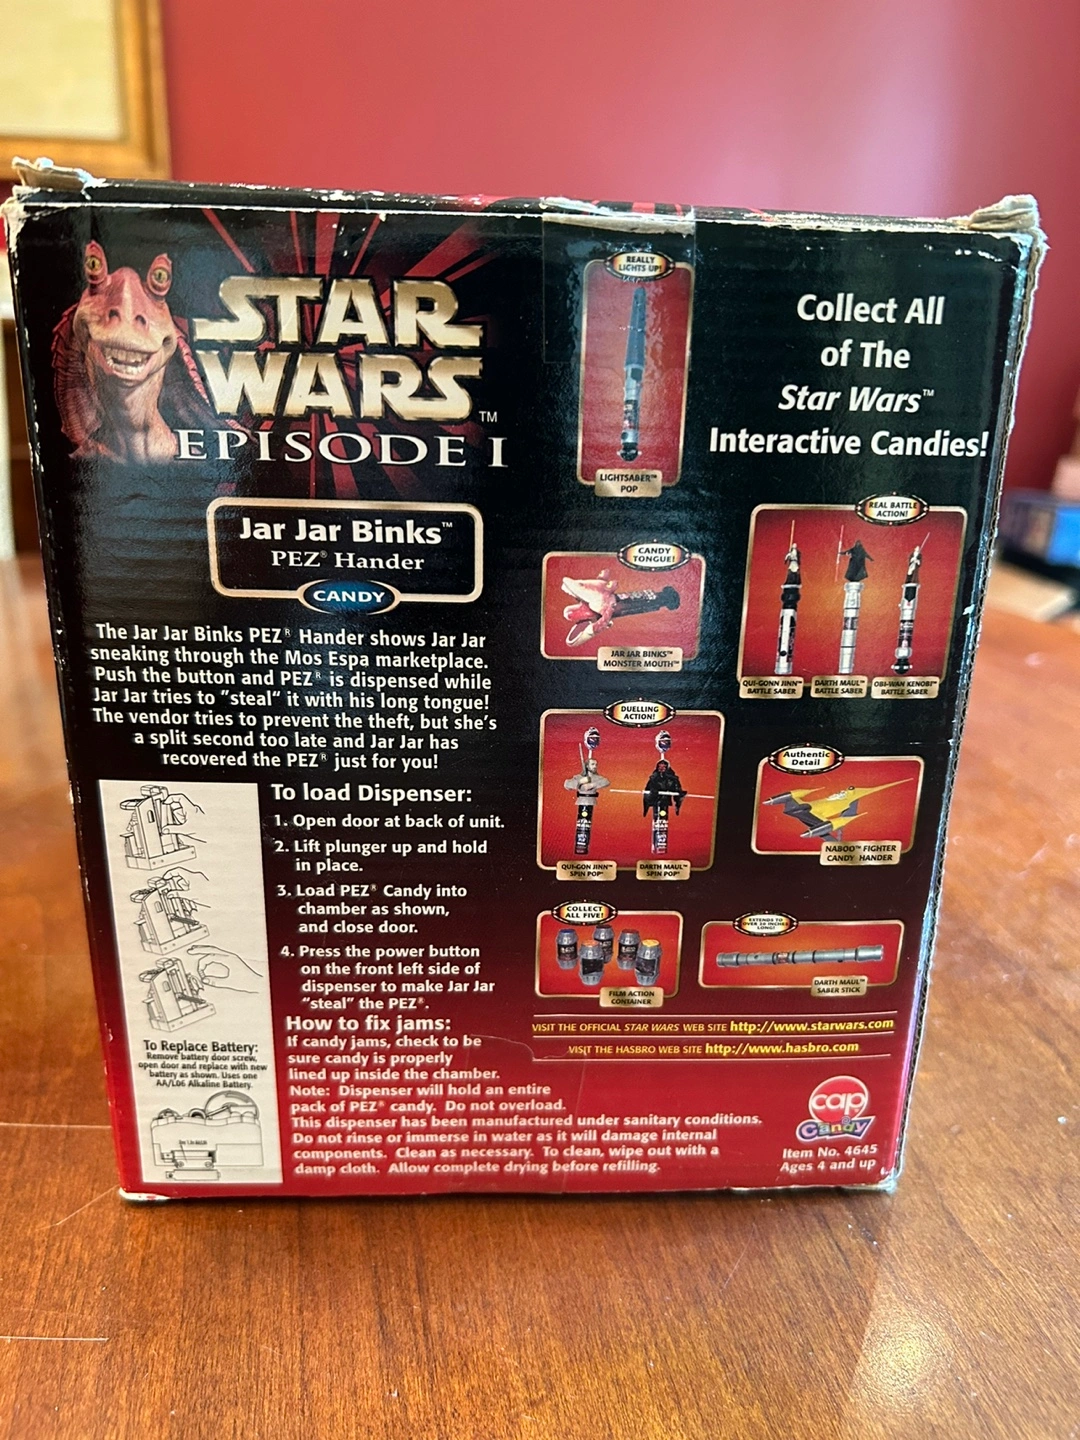 STAR
WARS™
EPISODE I
Jar Jar Binks™
PEZ® Hander
CANDY
The Jar Jar Binks PEZ® Hander shows Jar Jar
sneaking through the Mos Espa marketplace.
Push the button and PEZ® is dispensed while
Jar Jar tries to "steal" it with his long tongue!
The vendor tries to prevent the theft, but she's
a split second too late and Jar Jar has
recovered the PEZ® just for you!
To load Dispenser:
1. Open door at back of unit.
2. Lift plunger up and hold
in place.
3. Load PEZ® Candy into
chamber as shown,
and close door.
4. Press the power button
on the front left side of
dispenser to make Jar Jar
"steal" the PEZ®.
How to fix jams:
If candy jams, check to be
sure candy is properly
lined up inside the chamber.
Note: Dispenser will hold an entire
pack of PEZ® candy. Do not overload.
This dispenser has been manufactured under sanitary conditions.
Do not rinse or immerse in water as it will damage internal
components. Clean as necessary. To clean, wipe out with a
damp cloth. Allow complete drying before refilling.
To Replace Battery:
Remove battery door screw,
open door and replace with new
battery as shown. Uses one
AA/L06 Alkaline Battery.
Collect All
of The
Star Wars™
Interactive Candies!
REALLY
LIGHTS UP!
LIGHTSABER™
POP
CANDY
TONGUE!
JAR JAR BINKS™
MONSTER MOUTH™
REAL BATTLE
ACTION!
QUI-GONN JINN™
BATTLE SABER
DARTH MAUL™
BATTLE SABER
OBI-WAN KENOBI™
BATTLE SABER
DUELLING
ACTION!
QUI-GON JINN™
SPIN POP®
DARTH MAUL™
SPIN POP®
Authentic
Detail
NABOO™ FIGHTER
CANDY HANDER
COLLECT
ALL FIVE!
FILM ACTION
CONTAINER
EXTENDS TO
OVER 20 INCHES
LONG!
DARTH MAUL™
SABER STICK
VISIT THE OFFICIAL STAR WARS WEB SITE http://www.starwars.com
VISIT THE HASBRO WEB SITE http://www.hasbro.com
cap
Candy
Item No. 4645
Ages 4 and up